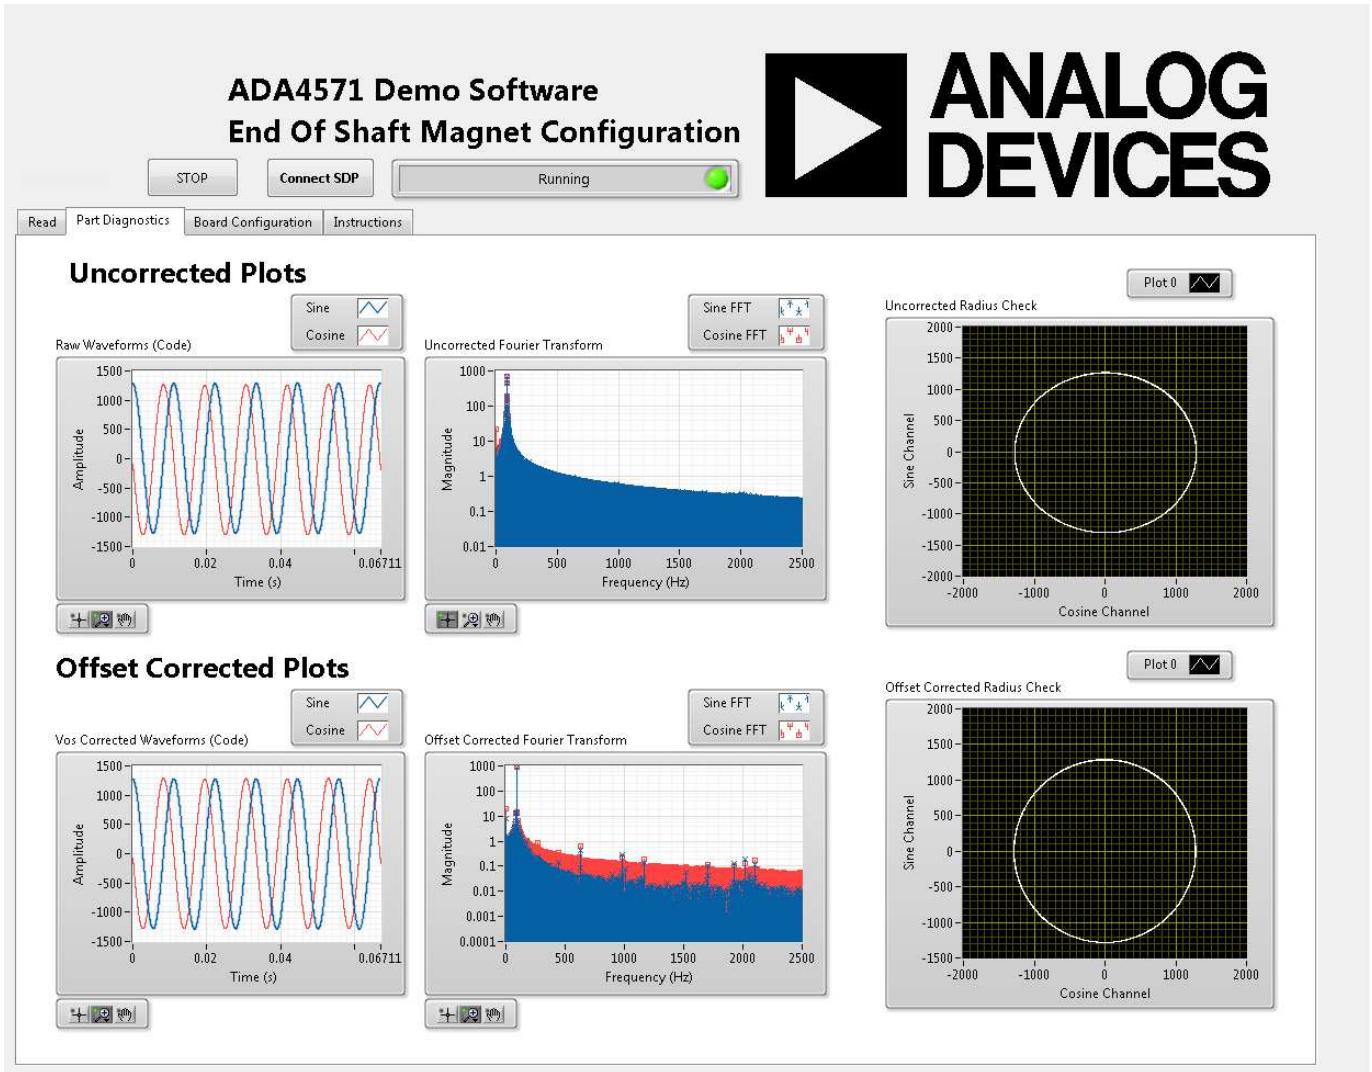 ADA4571 Demo Software
End Of Shaft Magnet Configuration
ANALOG
DEVICES
STOP
Connect SDP
Running
Read
Part Diagnostics
Board Configuration
Instructions
Uncorrected Plots
Sine
Cosine
Raw Waveforms (Code)
1500
1000
500
0
-500
-1000
-1500
Amplitude
0
0.02
0.04
0.06711
Time (s)
Sine FFT
Cosine FFT
Uncorrected Fourier Transform
1000
100
10
1
0.1
0.01
Magnitude
0
500
1000
1500
2000
2500
Frequency (Hz)
Plot 0
Uncorrected Radius Check
2000
1500
1000
500
0
-500
-1000
-1500
-2000
Sine Channel
-2000
-1000
0
1000
2000
Cosine Channel
Offset Corrected Plots
Sine
Cosine
Vos Corrected Waveforms (Code)
1500
1000
500
0
-500
-1000
-1500
Amplitude
0
0.02
0.04
0.06711
Time (s)
Sine FFT
Cosine FFT
Offset Corrected Fourier Transform
1000
100
10
1
0.1
0.01
0.001
0.0001
Magnitude
0
500
1000
1500
2000
2500
Frequency (Hz)
Plot 0
Offset Corrected Radius Check
2000
1500
1000
500
0
-500
-1000
-1500
Sine Channel
-2000
-1000
0
1000
2000
Cosine Channel